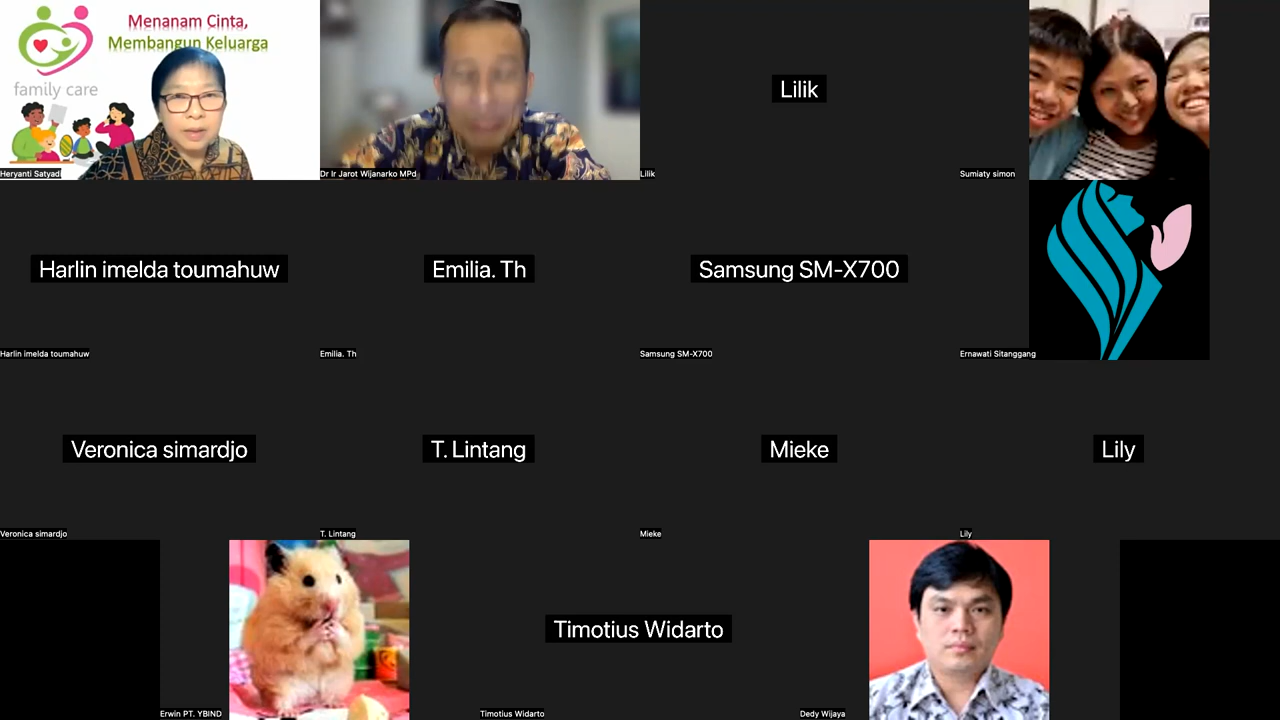 Menanam Cinta,
Membangun Keluarga
family care
Heryanti Satyadi
Dr Ir Jarot Wijanarko MPd
Lilik
Lilik
Sumiaty simon
Harlin imelda toumahuw
Harlin imelda toumahuw
Emilia. Th
Emilia. Th
Samsung SM-X700
Samsung SM-X700
Ernawati Sitanggang
Veronica simardjo
Veronica simardjo
T. Lintang
T. Lintang
Mieke
Mieke
Lily
Lily
Erwin PT. YBIND
Timotius Widarto
Timotius Widarto
Dedy Wijaya